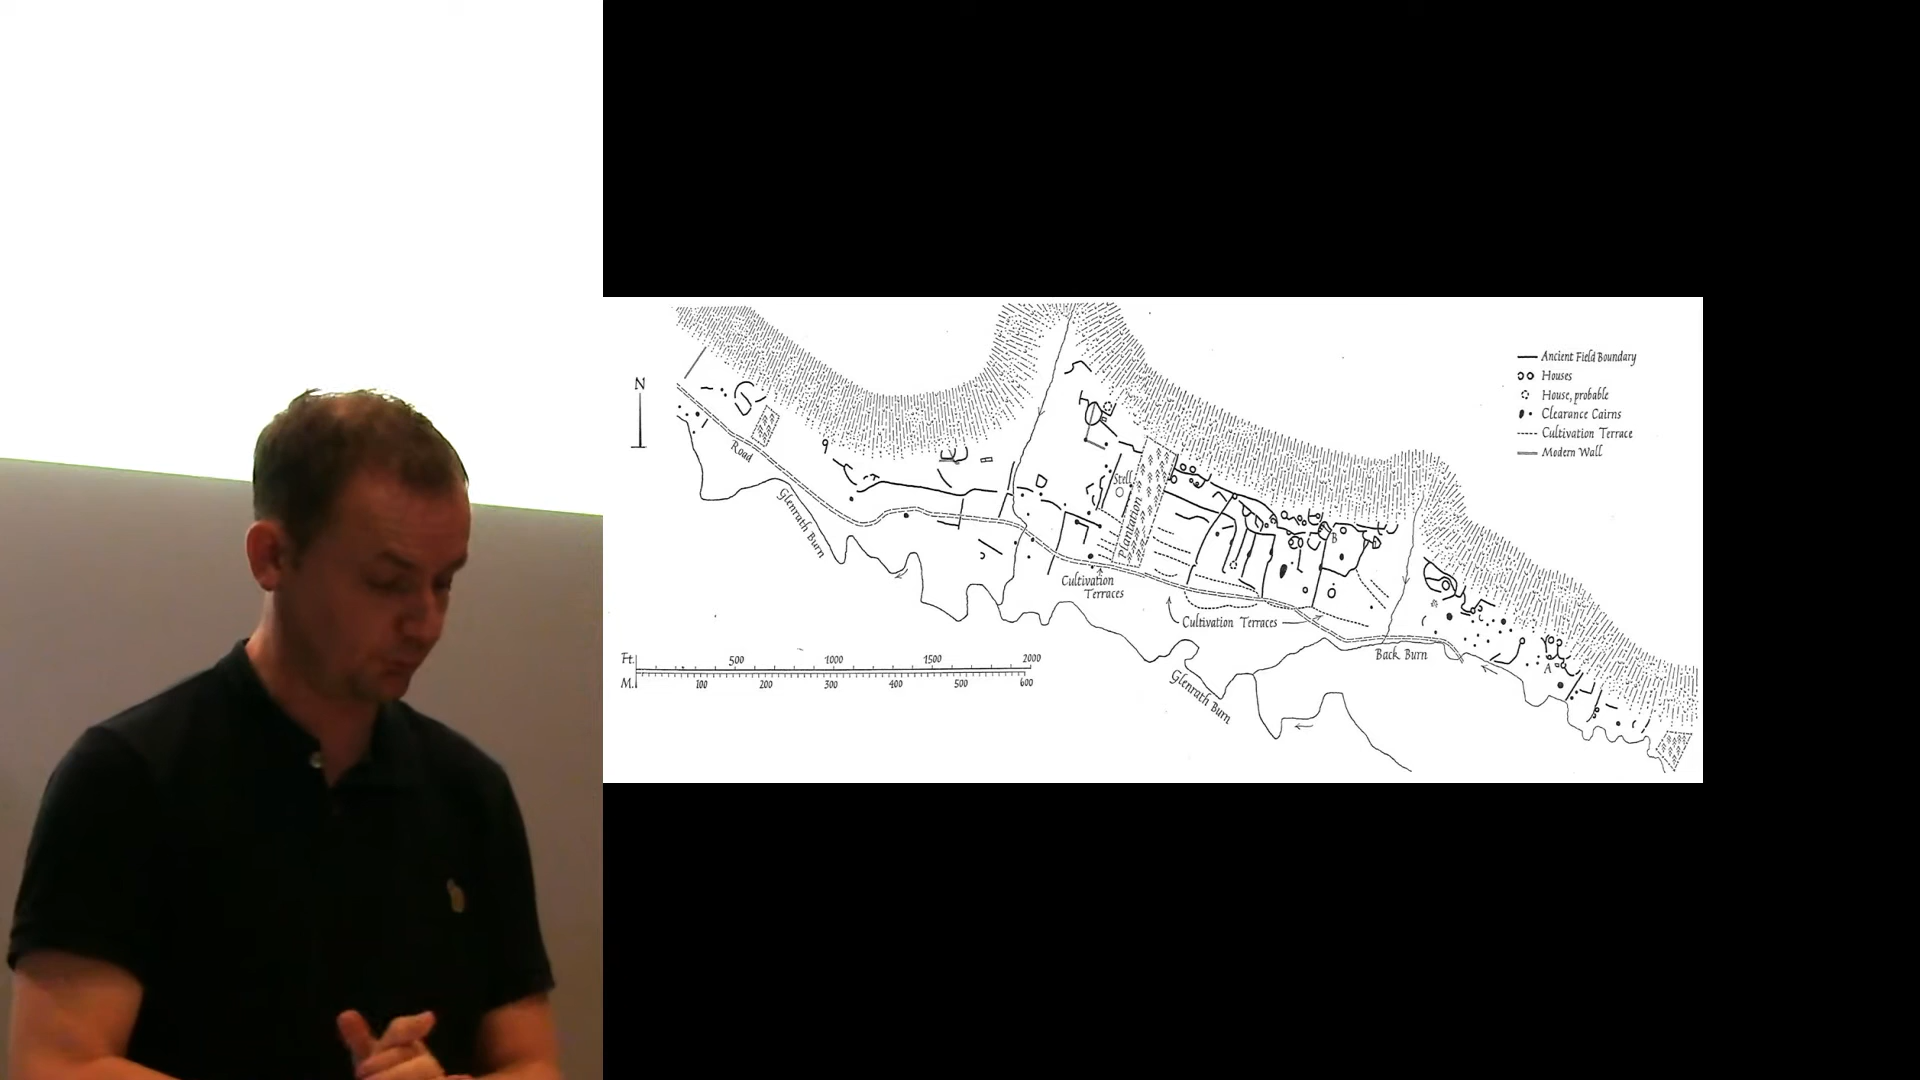 N
Ancient Field Boundary
Houses
House, probable
Clearance Cairns
Cultivation Terrace
Modern Wall
Road
Glenrath Burn
Stell
Plantation
B
Cultivation
Terraces
Cultivation Terraces
Back Burn
A
Glenrath Burn
Ft. 500 1000 1500 2000
M. 100 200 300 400 500 600